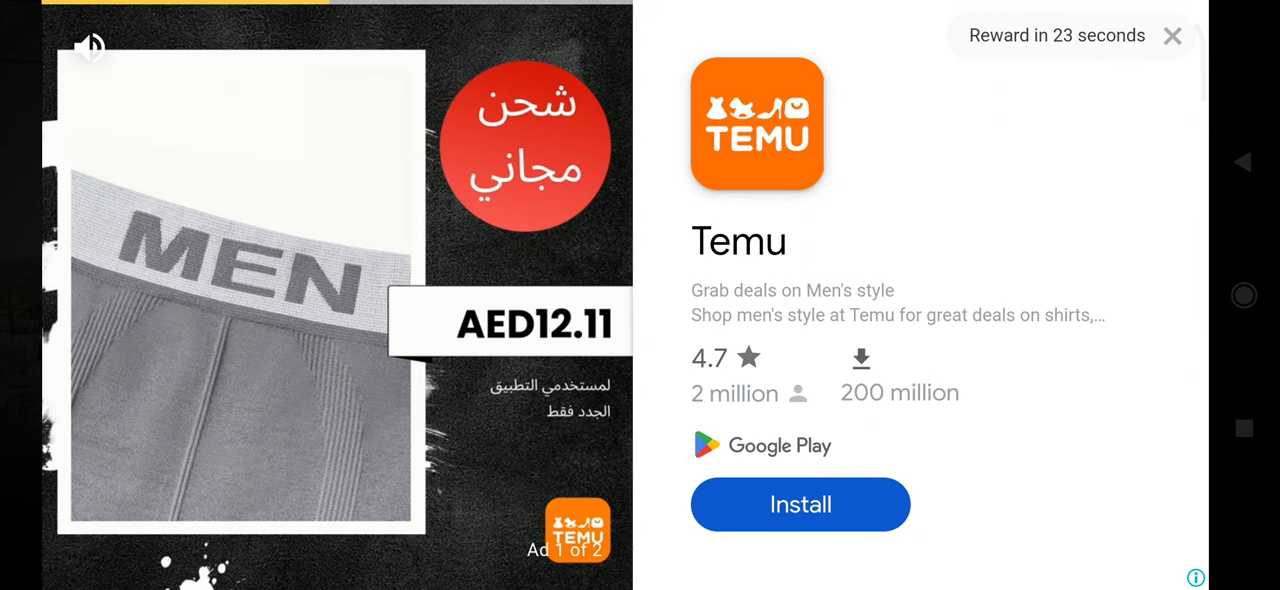 شحن
مجاني
MEN
AED12.11
لمستخدمي التطبيق
الجدد فقط
TEMU
Ad 1 of 2
Reward in 23 seconds
TEMU
Temu
Grab deals on Men's style
Shop men's style at Temu for great deals on shirts,...
4.7
2 million
200 million
Google Play
Install